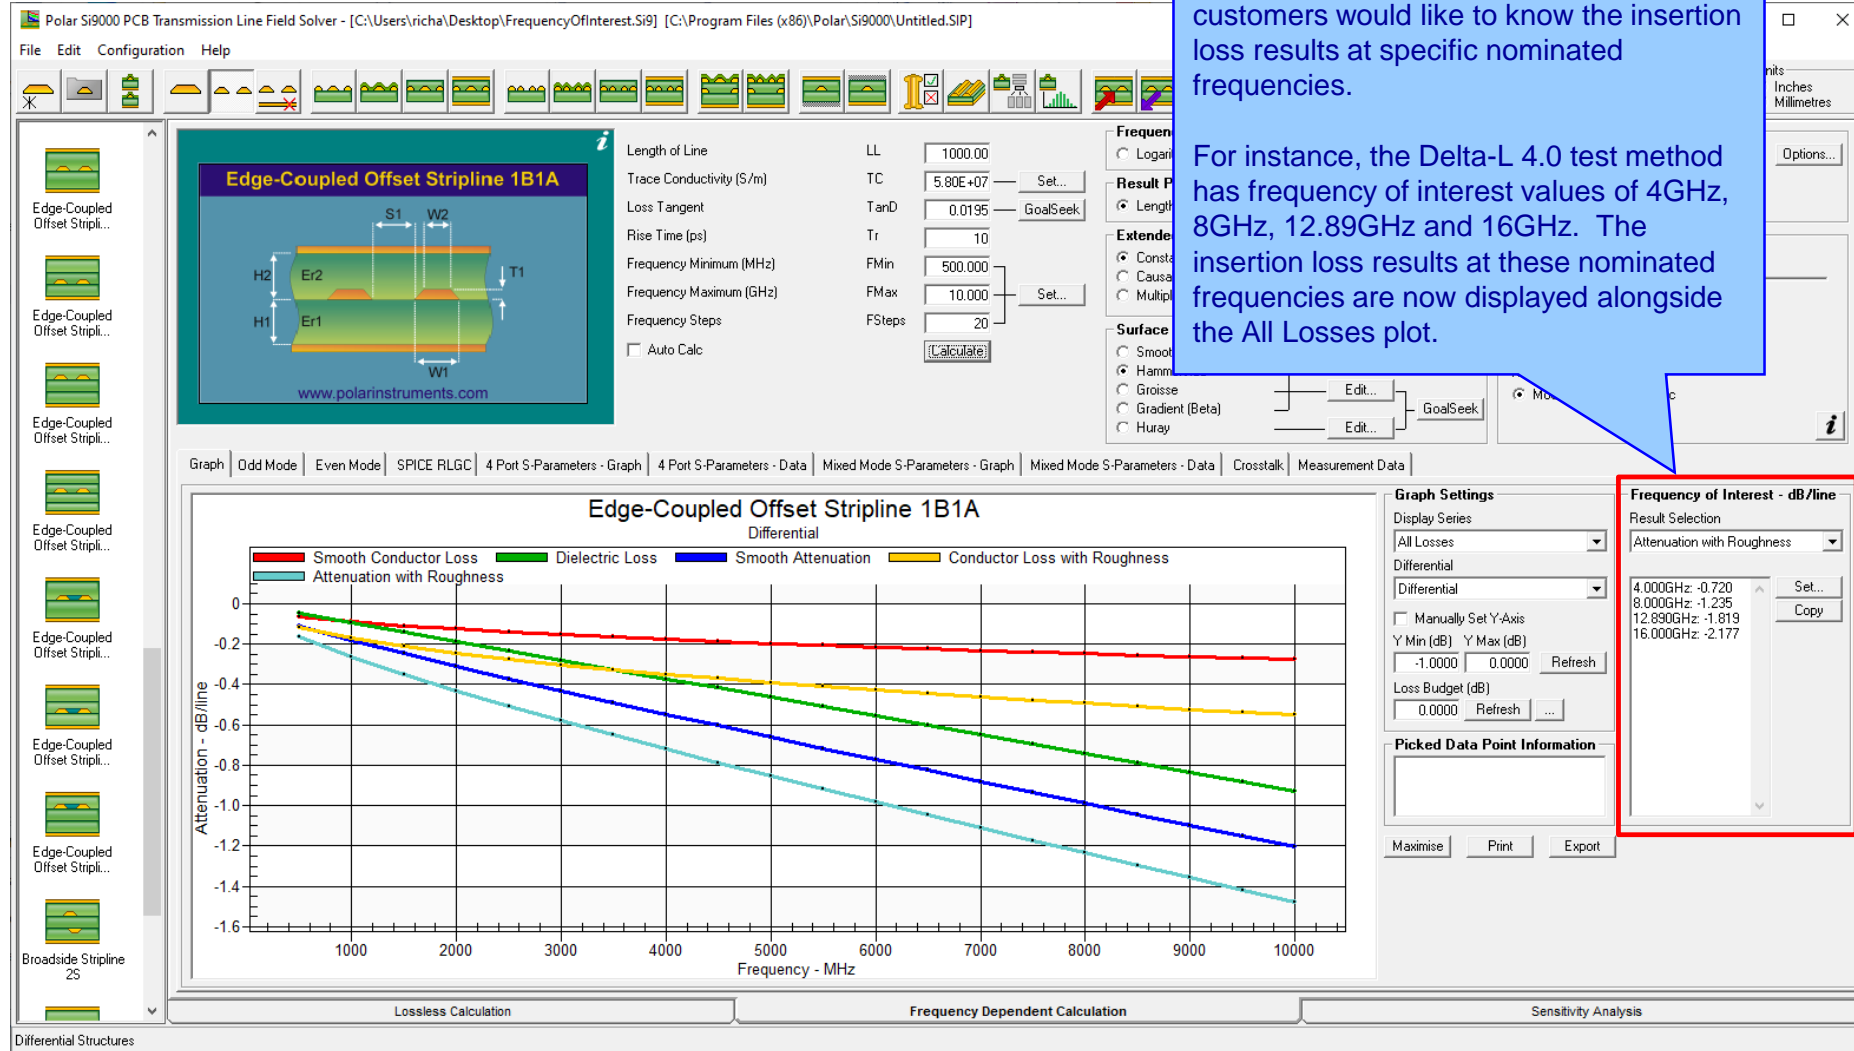 Polar Si9000 PCB Transmission Line Field Solver - [C:\Users\richa\Desktop\FrequencyOfInterest.Si9] [C:\Program Files (x86)\Polar\Si9000\Untitled.SIP]
File Edit Configuration Help
customers would like to know the insertion
loss results at specific nominated
frequencies.
For instance, the Delta-L 4.0 test method
has frequency of interest values of 4GHz,
8GHz, 12.89GHz and 16GHz. The
insertion loss results at these nominated
frequencies are now displayed alongside
the All Losses plot.
Inches
Millimetres
Options...
Edge-Coupled
Offset Stripli...
Edge-Coupled
Offset Stripli...
Edge-Coupled
Offset Stripli...
Edge-Coupled
Offset Stripli...
Edge-Coupled
Offset Stripli...
Edge-Coupled
Offset Stripli...
Edge-Coupled
Offset Stripli...
Broadside Stripline
2S
Edge-Coupled Offset Stripline 1B1A
S1 W2
H2 Er2 T1
H1 Er1
W1
www.polarinstruments.com
Length of Line LL 1000.00
Trace Conductivity (S/m) TC 5.80E+07 Set...
Loss Tangent TanD 0.0195 GoalSeek
Rise Time (ps) Tr 10
Frequency Minimum (MHz) FMin 500.000
Frequency Maximum (GHz) FMax 10.000 Set...
Frequency Steps FSteps 20
Auto Calc Calculate
Result P
Surface
Groisse Edit...
Gradient (Beta) GoalSeek
Huray Edit...
Graph Odd Mode Even Mode SPICE RLGC 4 Port S-Parameters - Graph 4 Port S-Parameters - Data Mixed Mode S-Parameters - Graph Mixed Mode S-Parameters - Data Crosstalk Measurement Data
Edge-Coupled Offset Stripline 1B1A
Differential
Smooth Conductor Loss Dielectric Loss Smooth Attenuation Conductor Loss with Roughness
Attenuation with Roughness
Attenuation - dB/line
0
-0.2
-0.4
-0.6
-0.8
-1.0
-1.2
-1.4
-1.6
1000 2000 3000 4000 5000 6000 7000 8000 9000 10000
Frequency - MHz
Graph Settings
Display Series
All Losses
Differential
Differential
Manually Set Y-Axis
Y Min (dB) Y Max (dB)
-1.0000 0.0000 Refresh
Loss Budget (dB)
0.0000 Refresh ...
Picked Data Point Information
Maximise Print Export
Frequency of Interest - dB/line
Result Selection
Attenuation with Roughness
4.000GHz: -0.720
8.000GHz: -1.235
12.890GHz: -1.819
16.000GHz: -2.177
Set...
Copy
Lossless Calculation Frequency Dependent Calculation Sensitivity Analysis
Differential Structures